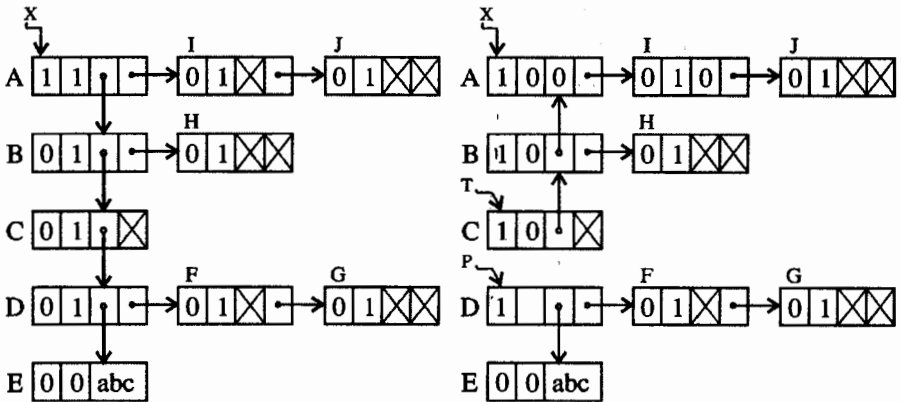 X
I J
A 1 1 0 1 0 1
H
B 0 1 0 1
C 0 1
F G
D 0 1 0 1 0 1
E 0 0 abc
X
I J
A 1 0 0 0 1 0 0 1
H
B 1 0 0 1
T
C 1 0
P F G
D 1 0 1 0 1
E 0 0 abc